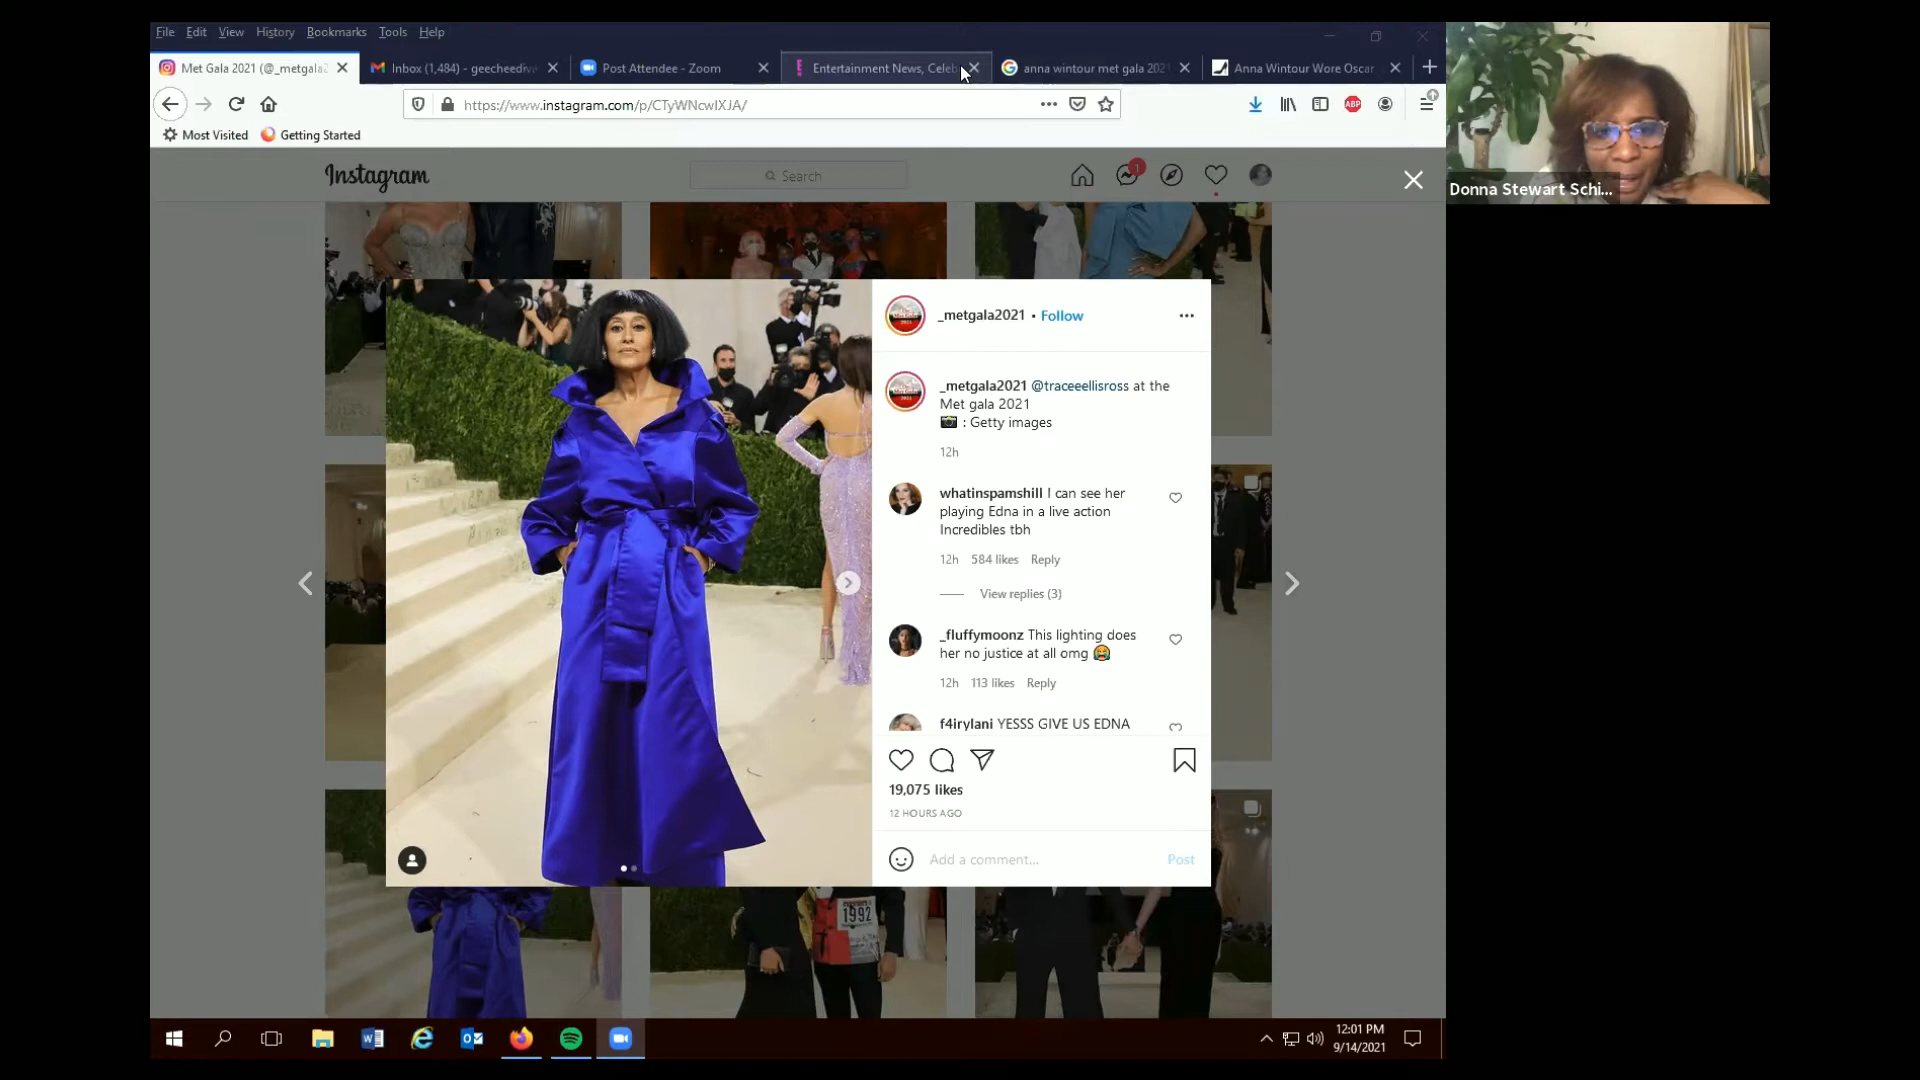 File Edit View History Bookmarks Tools Help
Met Gala 2021 (@_metgala2
Inbox (1,484) - geecheediv
Post Attendee - Zoom
Entertainment News, Celeb
anna wintour met gala 2021
Anna Wintour Wore Oscar
https://www.instagram.com/p/CTyWNcwIXJA/
ABP
Most Visited Getting Started
Instagram
Search
1
Donna Stewart Schi...
_metgala2021 • Follow
_metgala2021 @traceeellisross at the
Met gala 2021
: Getty images
12h
whatinspamshill I can see her
playing Edna in a live action
Incredibles tbh
12h 584 likes Reply
View replies (3)
_fluffymoonz This lighting does
her no justice at all omg 😭
12h 113 likes Reply
f4irylani YESSS GIVE US EDNA
19,075 likes
12 HOURS AGO
Add a comment... Post
1992
12:01 PM
9/14/2021